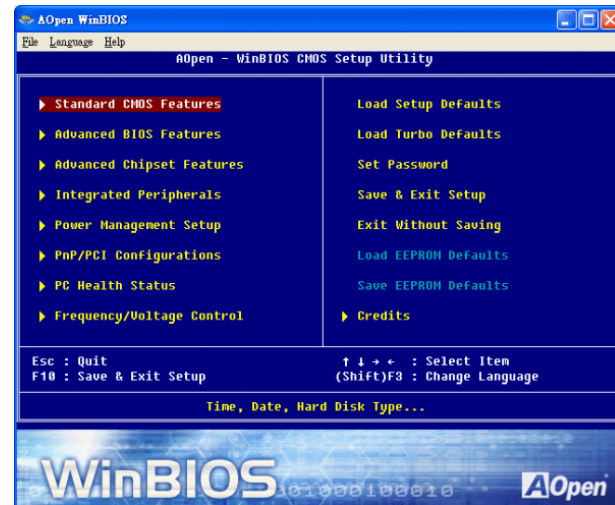 AOpen WinBIOS
File Language Help
AOpen - WinBIOS CMOS Setup Utility
Standard CMOS Features
Advanced BIOS Features
Advanced Chipset Features
Integrated Peripherals
Power Management Setup
PnP/PCI Configurations
PC Health Status
Frequency/Voltage Control
Load Setup Defaults
Load Turbo Defaults
Set Password
Save & Exit Setup
Exit Without Saving
Load EEPROM Defaults
Save EEPROM Defaults
Credits
Esc : Quit
F10 : Save & Exit Setup
↑ ↓ → ← : Select Item
(Shift)F3 : Change Language
Time, Date, Hard Disk Type...
WinBIOS
AOpen